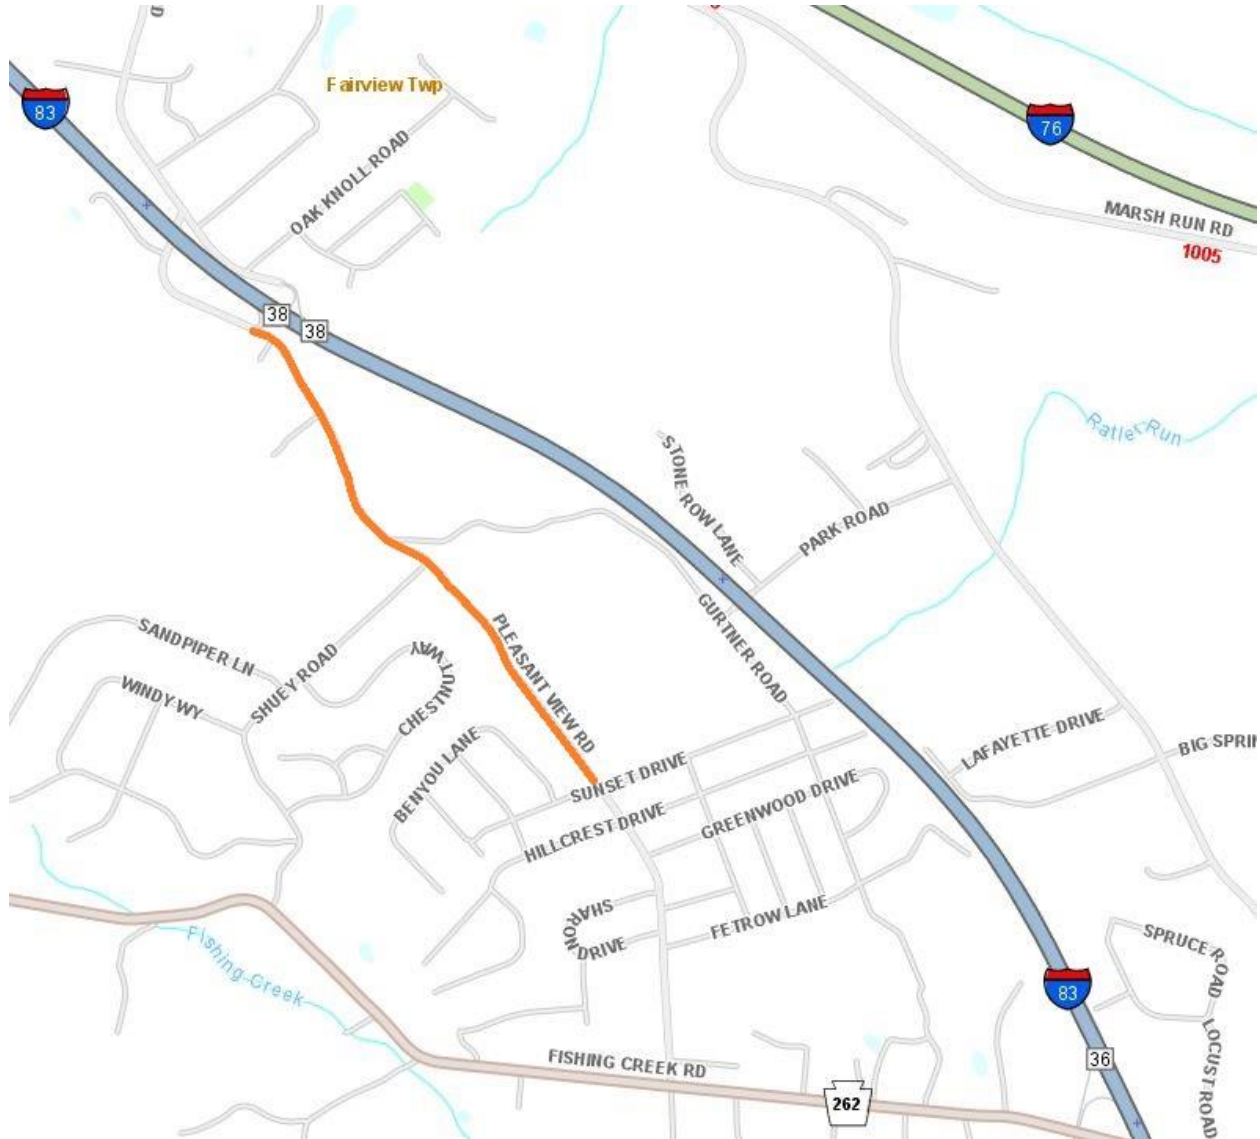 D
83
Fairview Twp
76
OAK KNOLL ROAD
MARSH RUN RD
1005
38
38
Ratler Run
STONE ROW LANE
PARK ROAD
GURTNER ROAD
PLEASANT VIEW RD
SANDPIPER LN
SHUEY ROAD
CHESTNUT WAY
WINDY WY
BENYOU LANE
SUNSET DRIVE
LAFAYETTE DRIVE
BIG SPRIN
HILLCREST DRIVE
GREENWOOD DRIVE
SHARON DRIVE
FETROW LANE
Fishing Creek
SPRUCE ROAD
83
LOCUST ROAD
36
FISHING CREEK RD
262